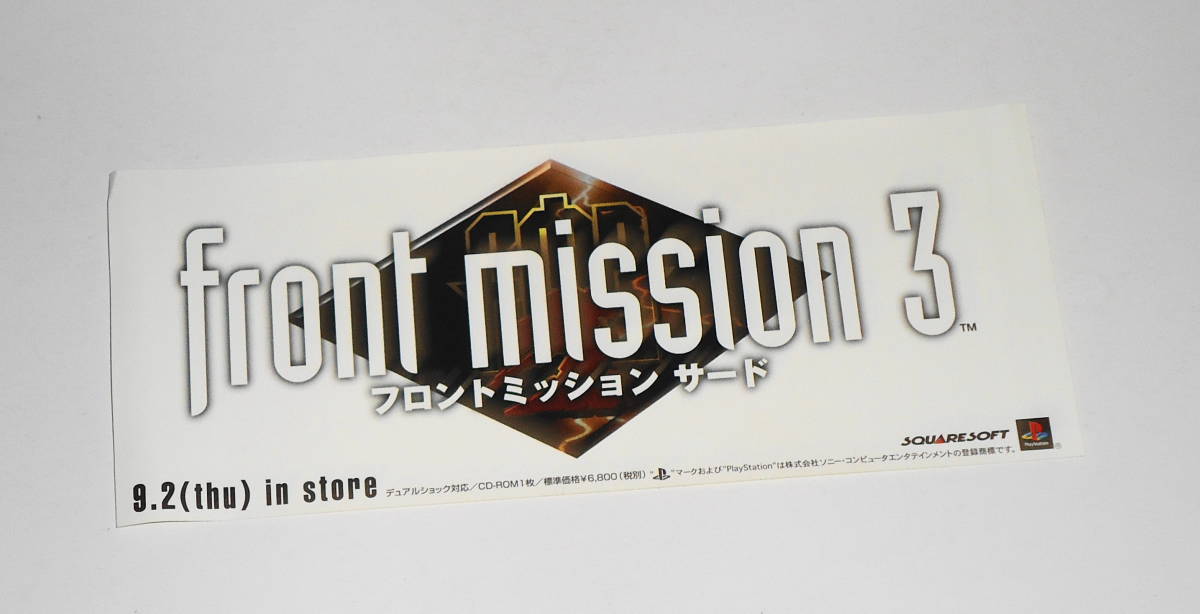 front mission 3 ™
フロントミッション サード
SQUARESOFT PlayStation ®
9.2(thu) in store デュアルショック対応/CD-ROM1枚/標準価格¥6,800(税別) "PS"マークおよび"PlayStation"は株式会社ソニー・コンピュータエンタテインメントの登録商標です。